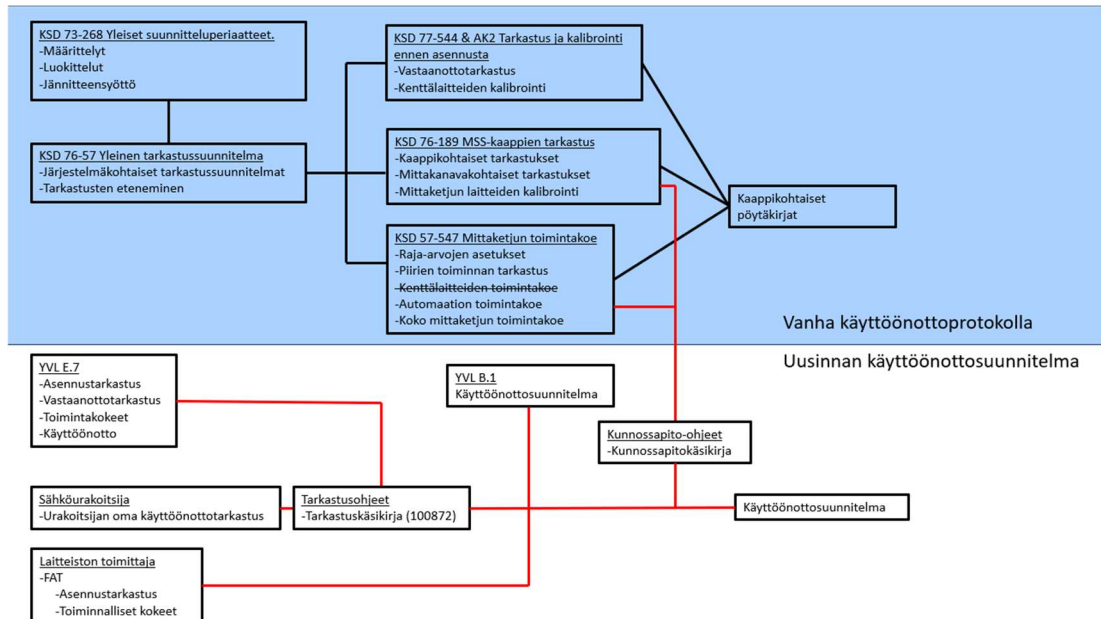 KSD 73-268 Yleiset suunnitteluperiaatteet.
-Määrittelyt
-Luokittelut
-Jännitteensyöttö
KSD 76-57 Yleinen tarkastussuunnitelma
-Järjestelmäkohtaiset tarkastussuunnitelmat
-Tarkastusten eteneminen
KSD 77-544 & AK2 Tarkastus ja kalibrointi
ennen asennusta
-Vastaanottotarkastus
-Kenttälaitteiden kalibrointi
KSD 76-189 MSS-kaappien tarkastus
-Kaappikohtaiset tarkastukset
-Mittakanavakohtaiset tarkastukset
-Mittaketjun laitteiden kalibrointi
KSD 57-547 Mittaketjun toimintakoe
-Raja-arvojen asetukset
-Piirien toiminnan tarkastus
-Kenttälaitteiden toimintakoe
-Automaation toimintakoe
-Koko mittaketjun toimintakoe
Kaappikohtaiset
pöytäkirjat
Vanha käyttöönottoprotokolla
Uusinnan käyttöönottosuunnitelma
YVL E.7
-Asennustarkastus
-Vastaanottotarkastus
-Toimintakokeet
-Käyttöönotto
YVL B.1
Käyttöönottosuunnitelma
Kunnossapito-ohjeet
-Kunnossapitokäsikirja
Sähköurakoitsija
-Urakoitsijan oma käyttöönottotarkastus
Tarkastusohjeet
-Tarkastuskäsikirja (100872)
Käyttöönottosuunnitelma
Laitteiston toimittaja
-FAT
-Asennustarkastus
-Toiminnalliset kokeet